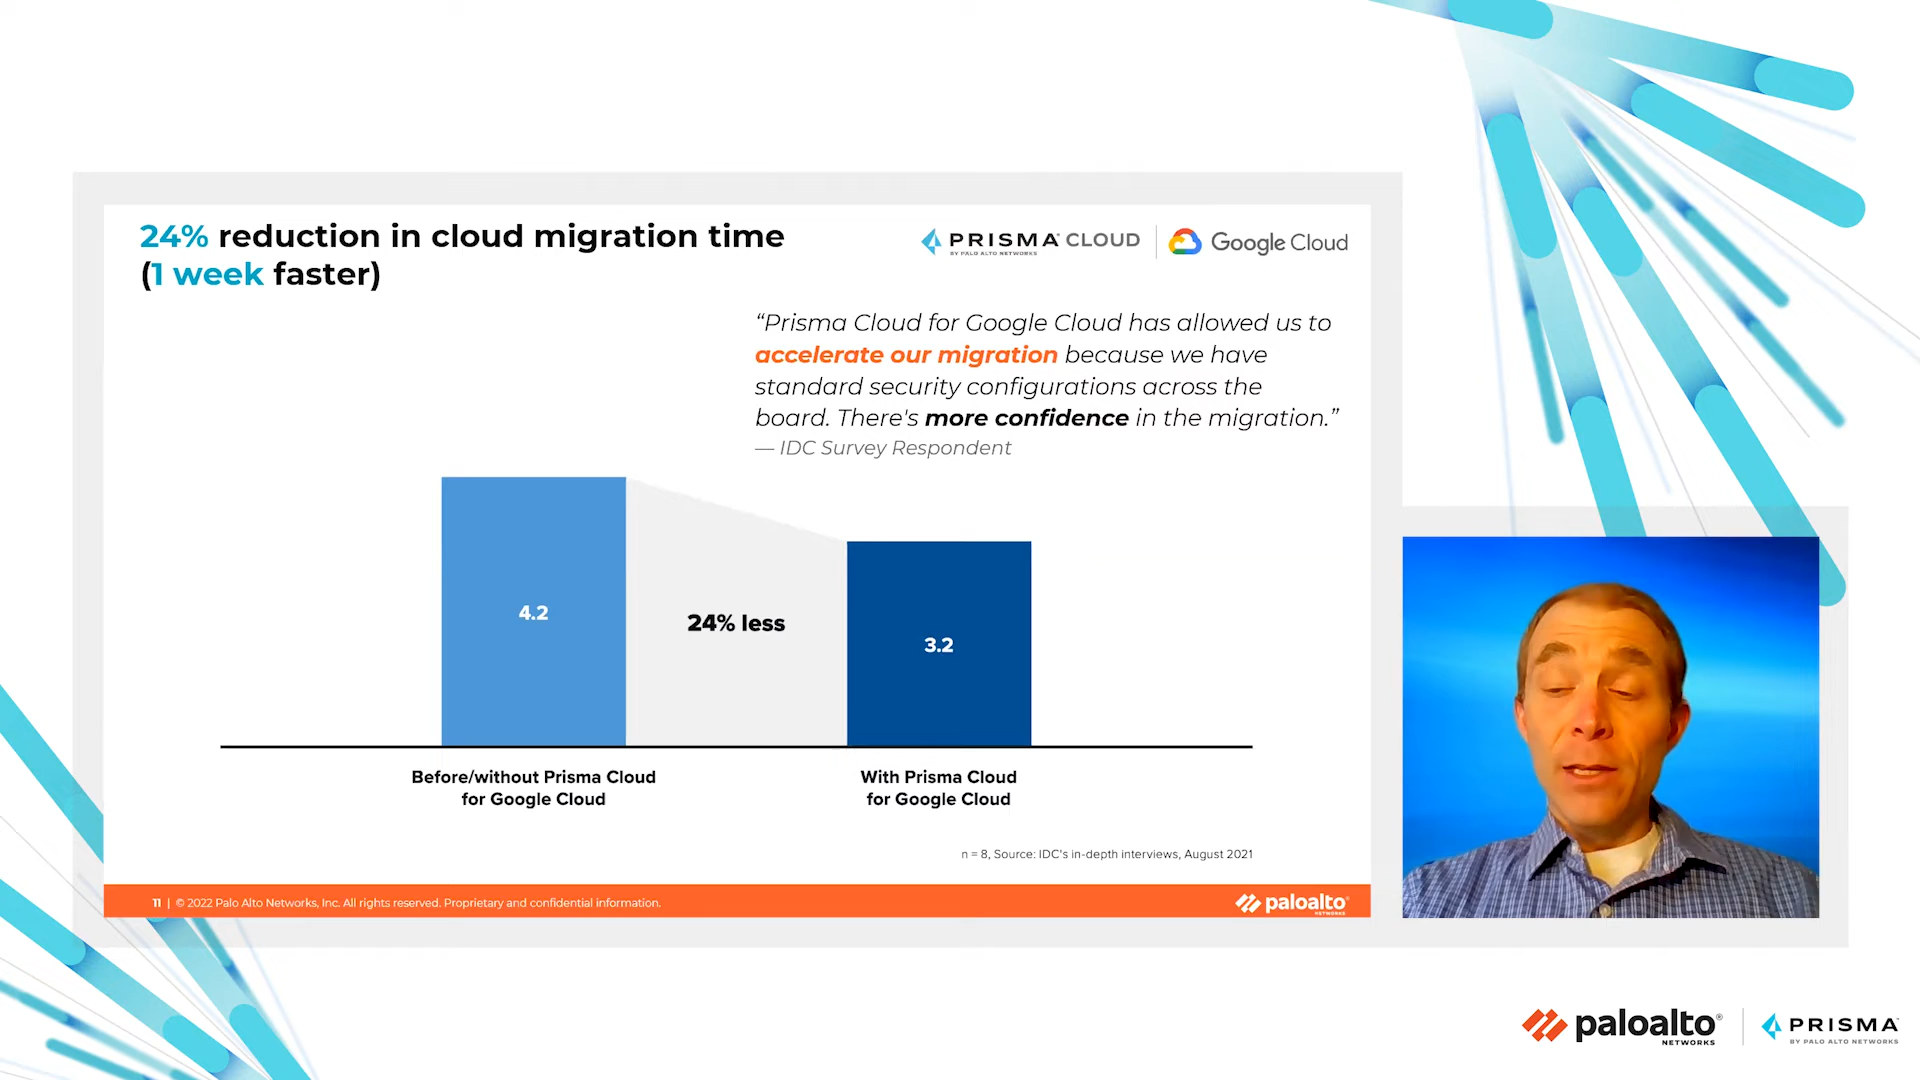 24% reduction in cloud migration time
(1 week faster)
PRISMA CLOUD
BY PALO ALTO NETWORKS
Google Cloud
“Prisma Cloud for Google Cloud has allowed us to
accelerate our migration because we have
standard security configurations across the
board. There's more confidence in the migration.”
— IDC Survey Respondent
4.2
24% less
3.2
Before/without Prisma Cloud
for Google Cloud
With Prisma Cloud
for Google Cloud
n = 8, Source: IDC's in-depth interviews, August 2021
11 | © 2022 Palo Alto Networks, Inc. All rights reserved. Proprietary and confidential information.
paloalto®
NETWORKS
paloalto®
NETWORKS
PRISMA
BY PALO ALTO NETWORKS